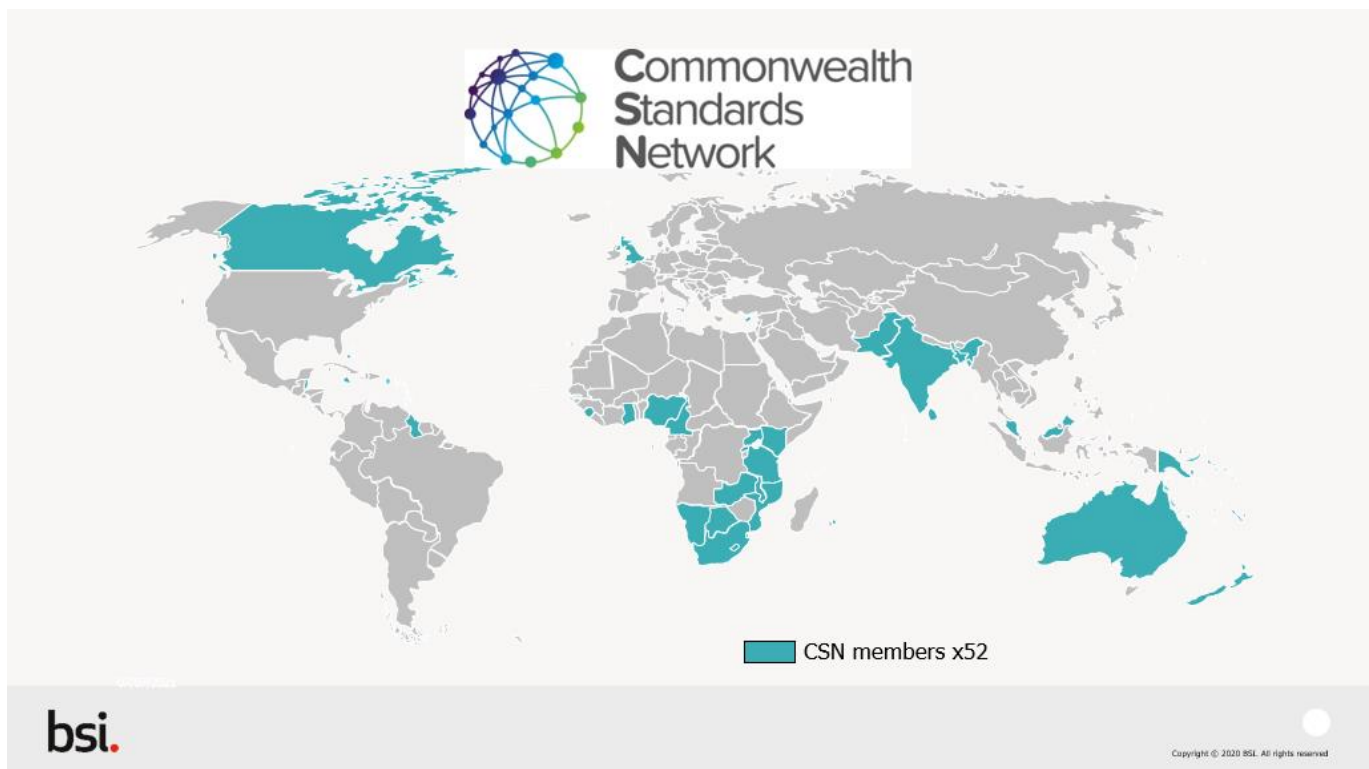 Commonwealth
Standards
Network
CSN members x52
bsi.
Copyright © 2020 BSI. All rights reserved